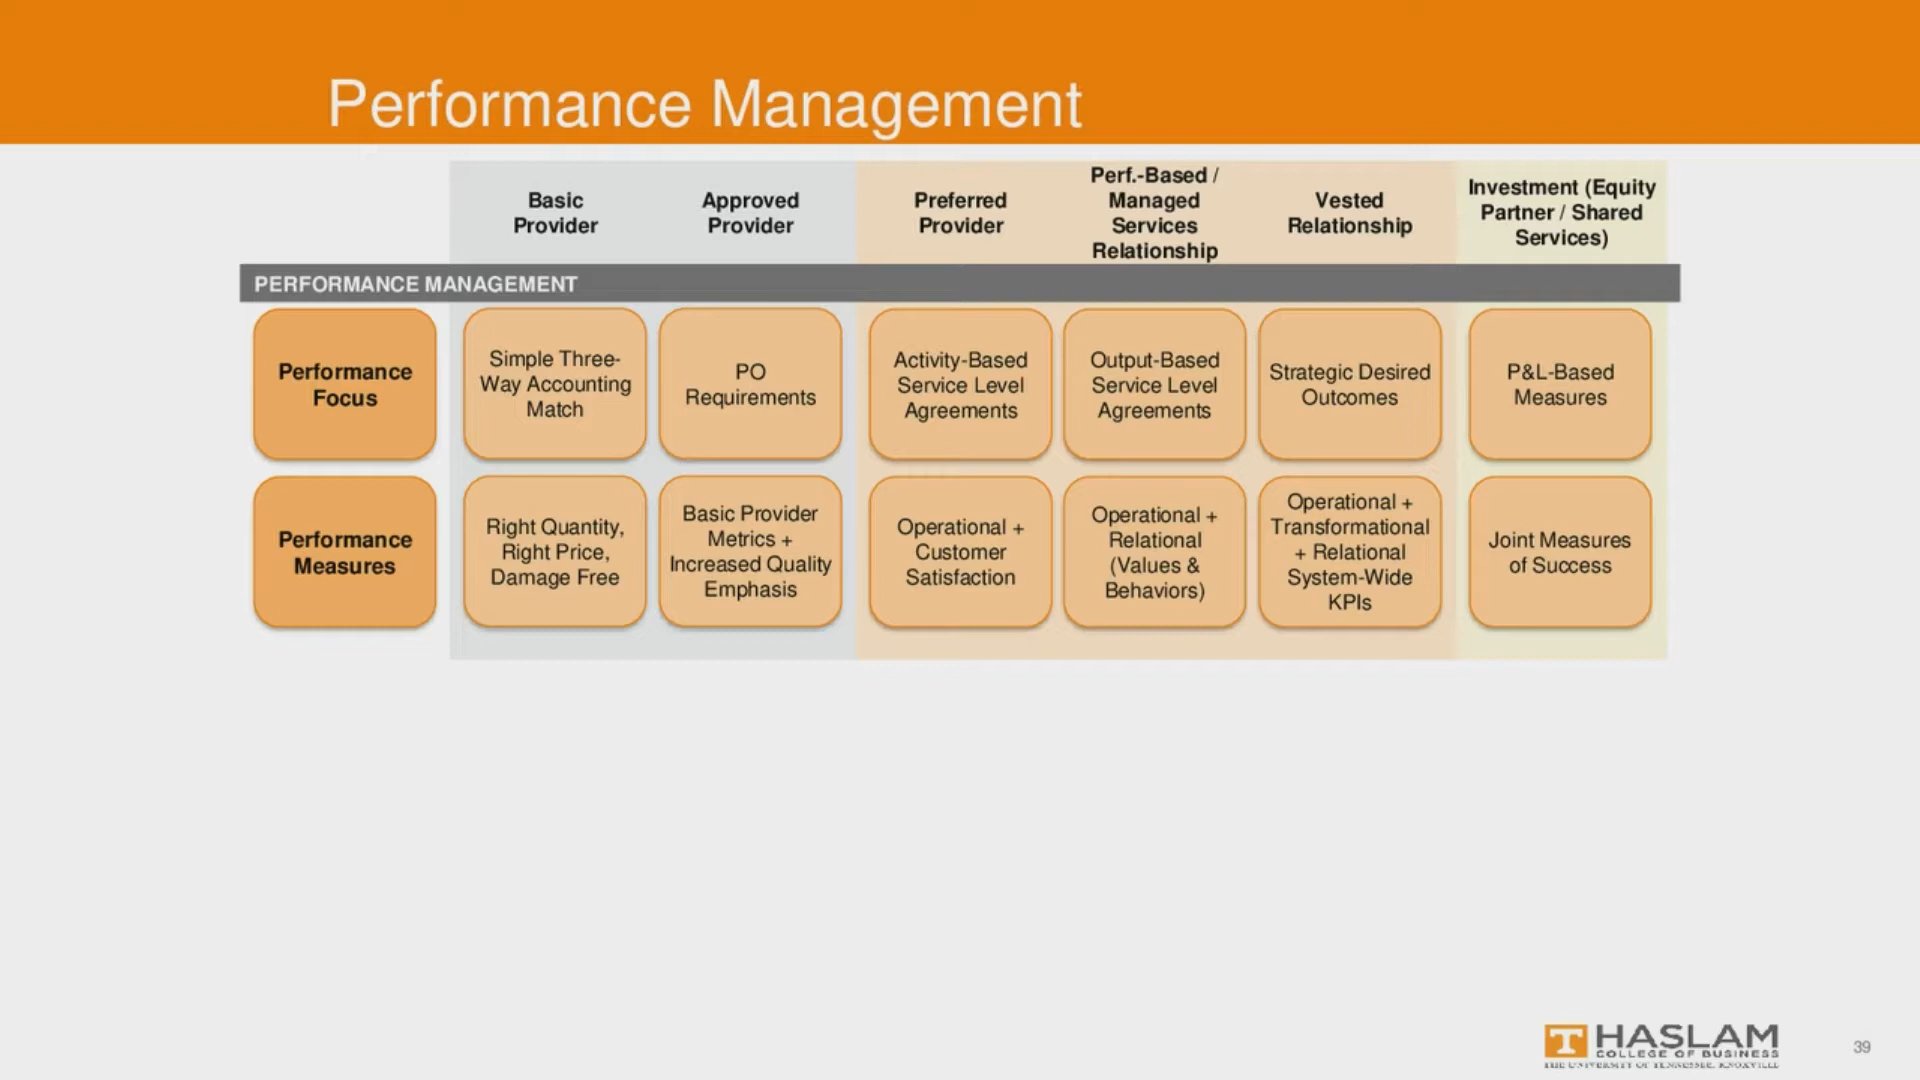 Performance Management
Basic
Provider
Approved
Provider
Preferred
Provider
Perf.-Based /
Managed
Services
Relationship
Vested
Relationship
Investment (Equity
Partner / Shared
Services)
PERFORMANCE MANAGEMENT
Performance
Focus
Simple Three-
Way Accounting
Match
PO
Requirements
Activity-Based
Service Level
Agreements
Output-Based
Service Level
Agreements
Strategic Desired
Outcomes
P&L-Based
Measures
Performance
Measures
Right Quantity,
Right Price,
Damage Free
Basic Provider
Metrics +
Increased Quality
Emphasis
Operational +
Customer
Satisfaction
Operational +
Relational
(Values &
Behaviors)
Operational +
Transformational
+ Relational
System-Wide
KPIs
Joint Measures
of Success
T HASLAM
COLLEGE OF BUSINESS
THE UNIVERSITY OF TENNESSEE, KNOXVILLE
39